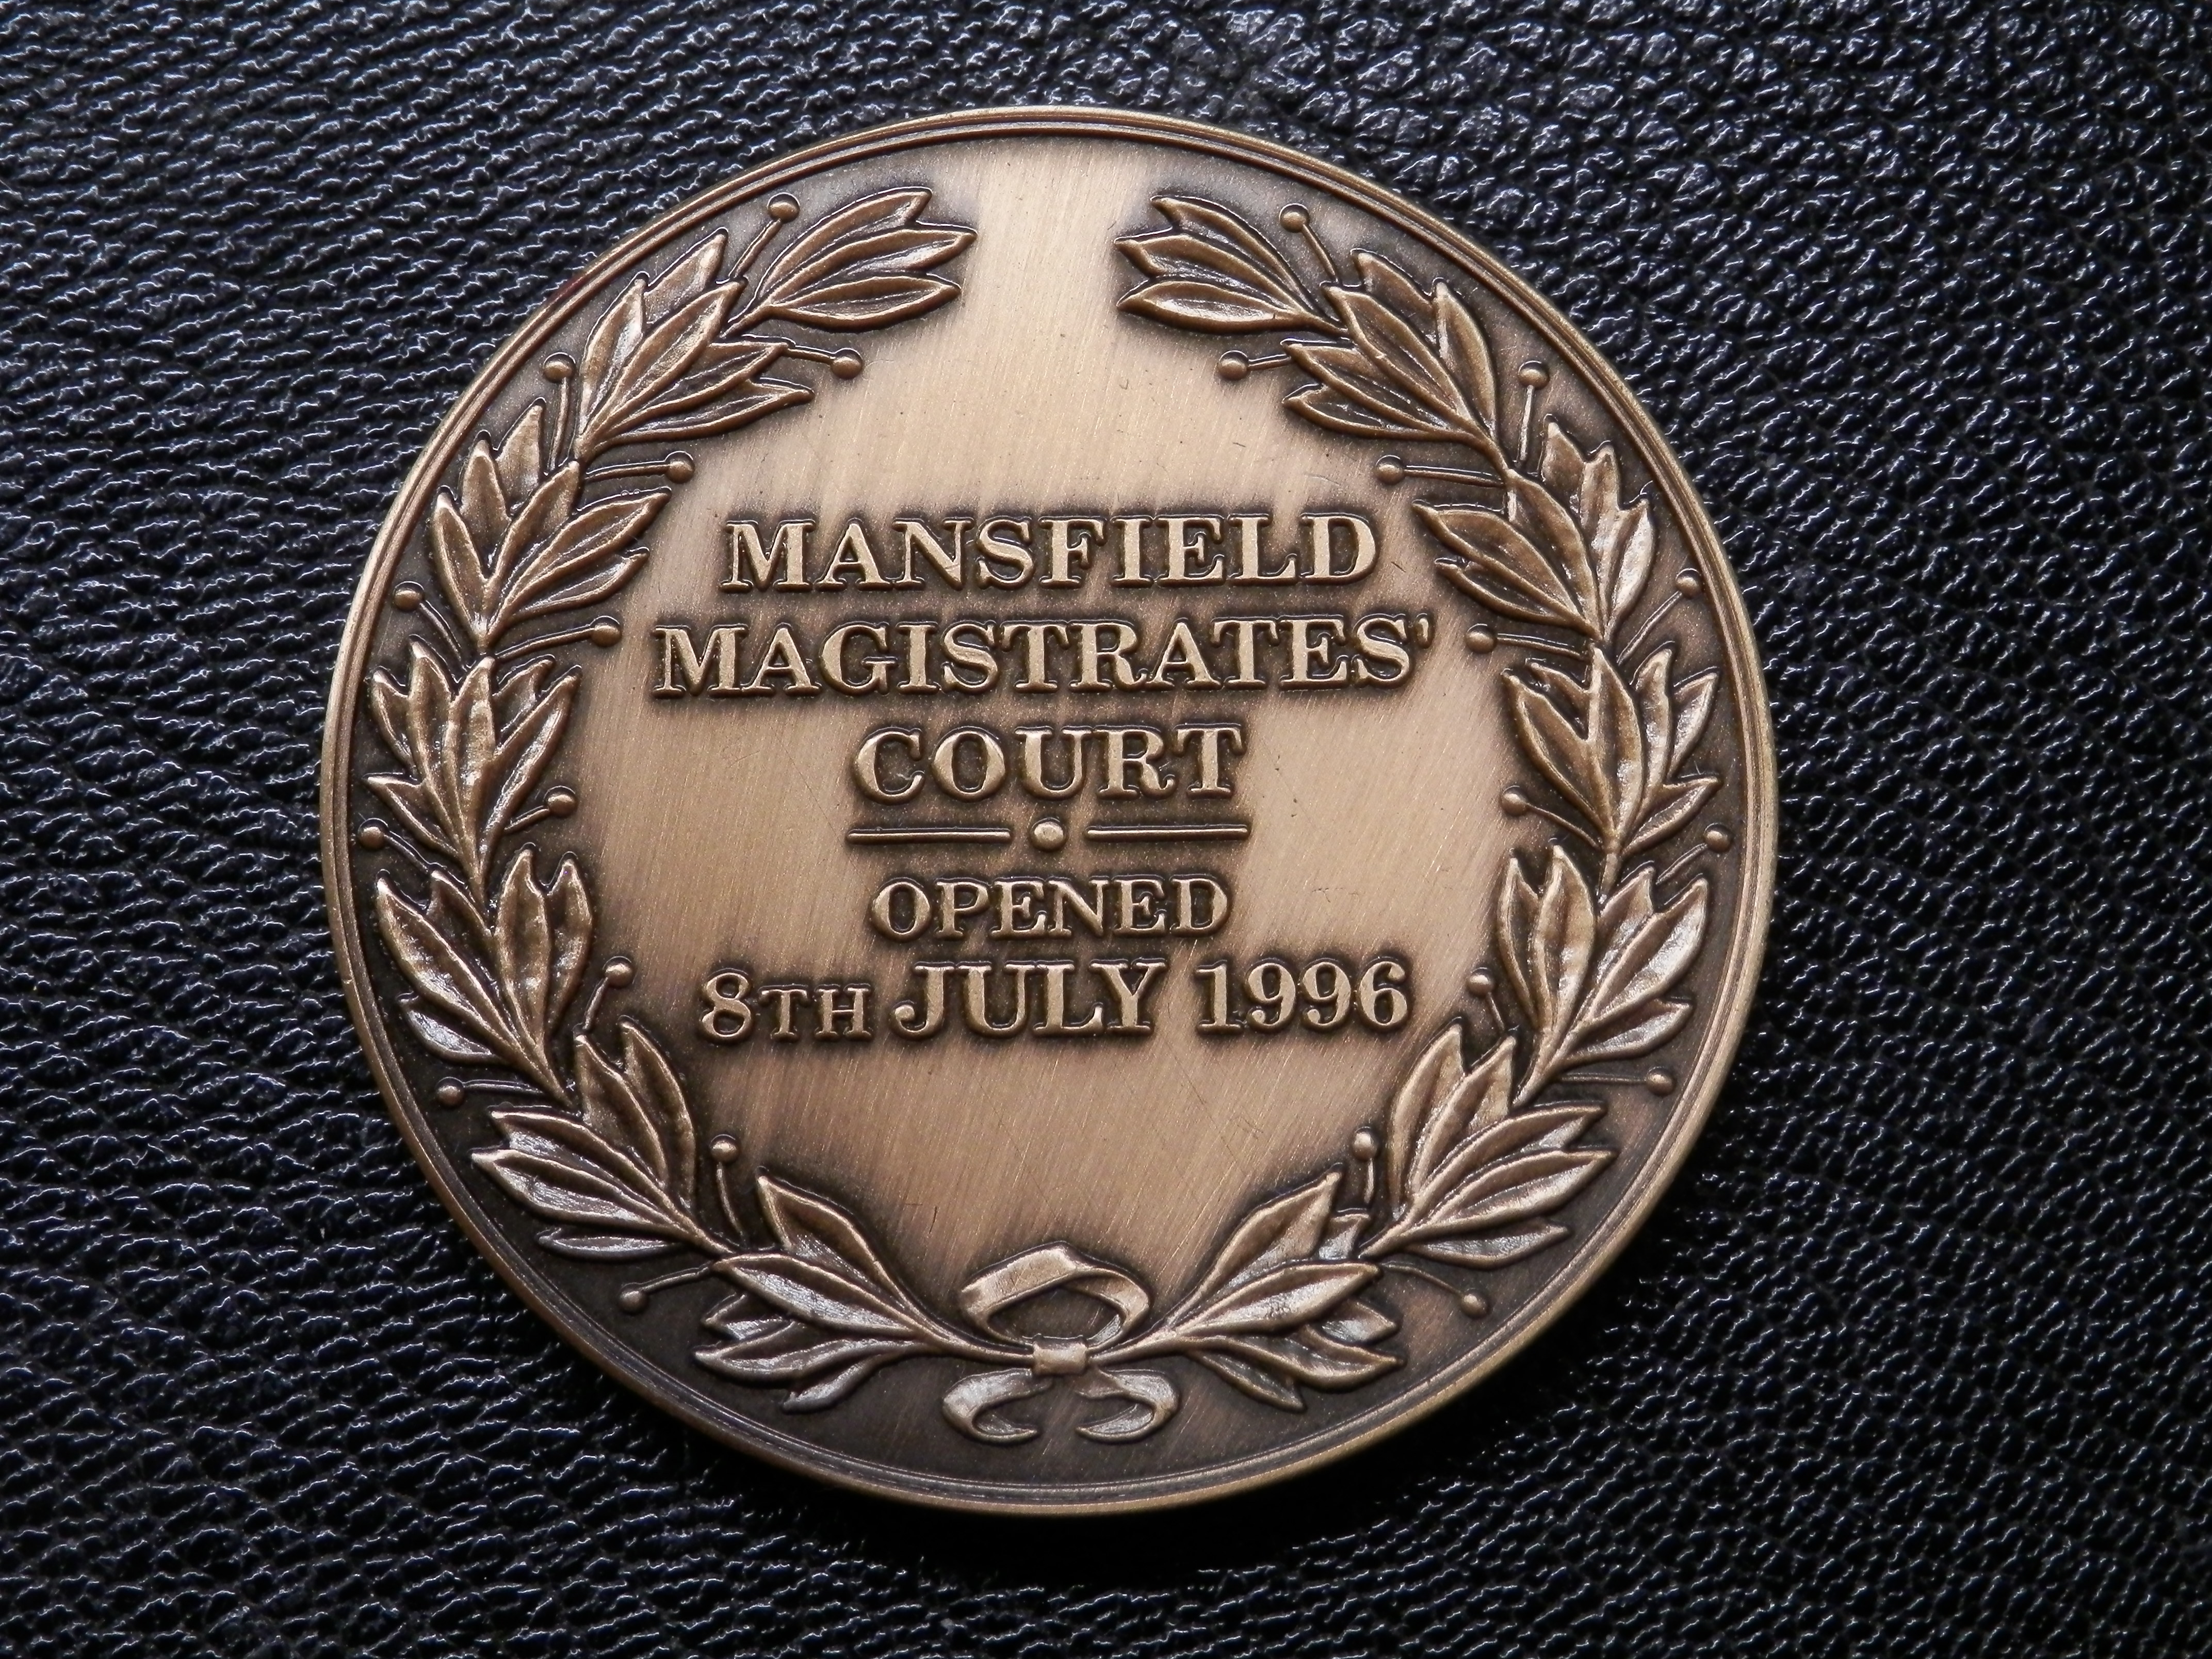 MANSFIELD
MAGISTRATES'
COURT
OPENED
8TH JULY 1996